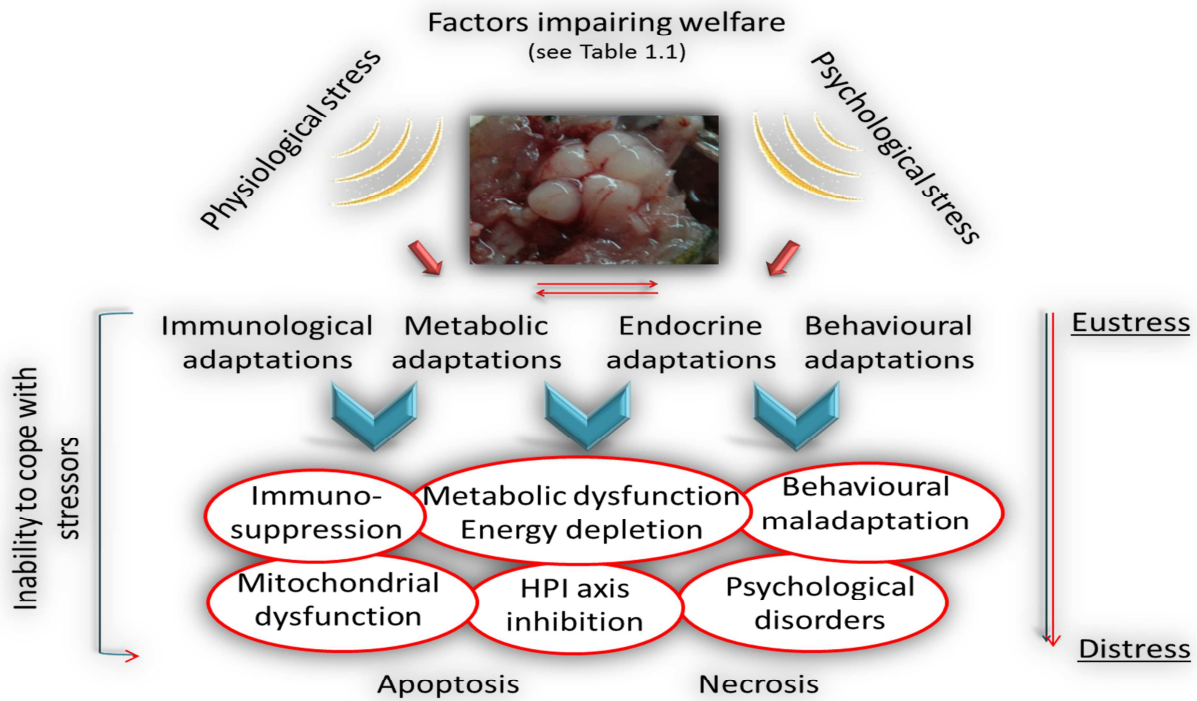 Factors impairing welfare
(see Table 1.1)
Physiological stress
Psychological stress
Immunological
adaptations
Metabolic
adaptations
Endocrine
adaptations
Behavioural
adaptations
Eustress
Inability to cope with
stressors
Immuno-
suppression
Metabolic dysfunction
Energy depletion
Behavioural
maladaptation
Mitochondrial
dysfunction
HPI axis
inhibition
Psychological
disorders
Distress
Apoptosis
Necrosis